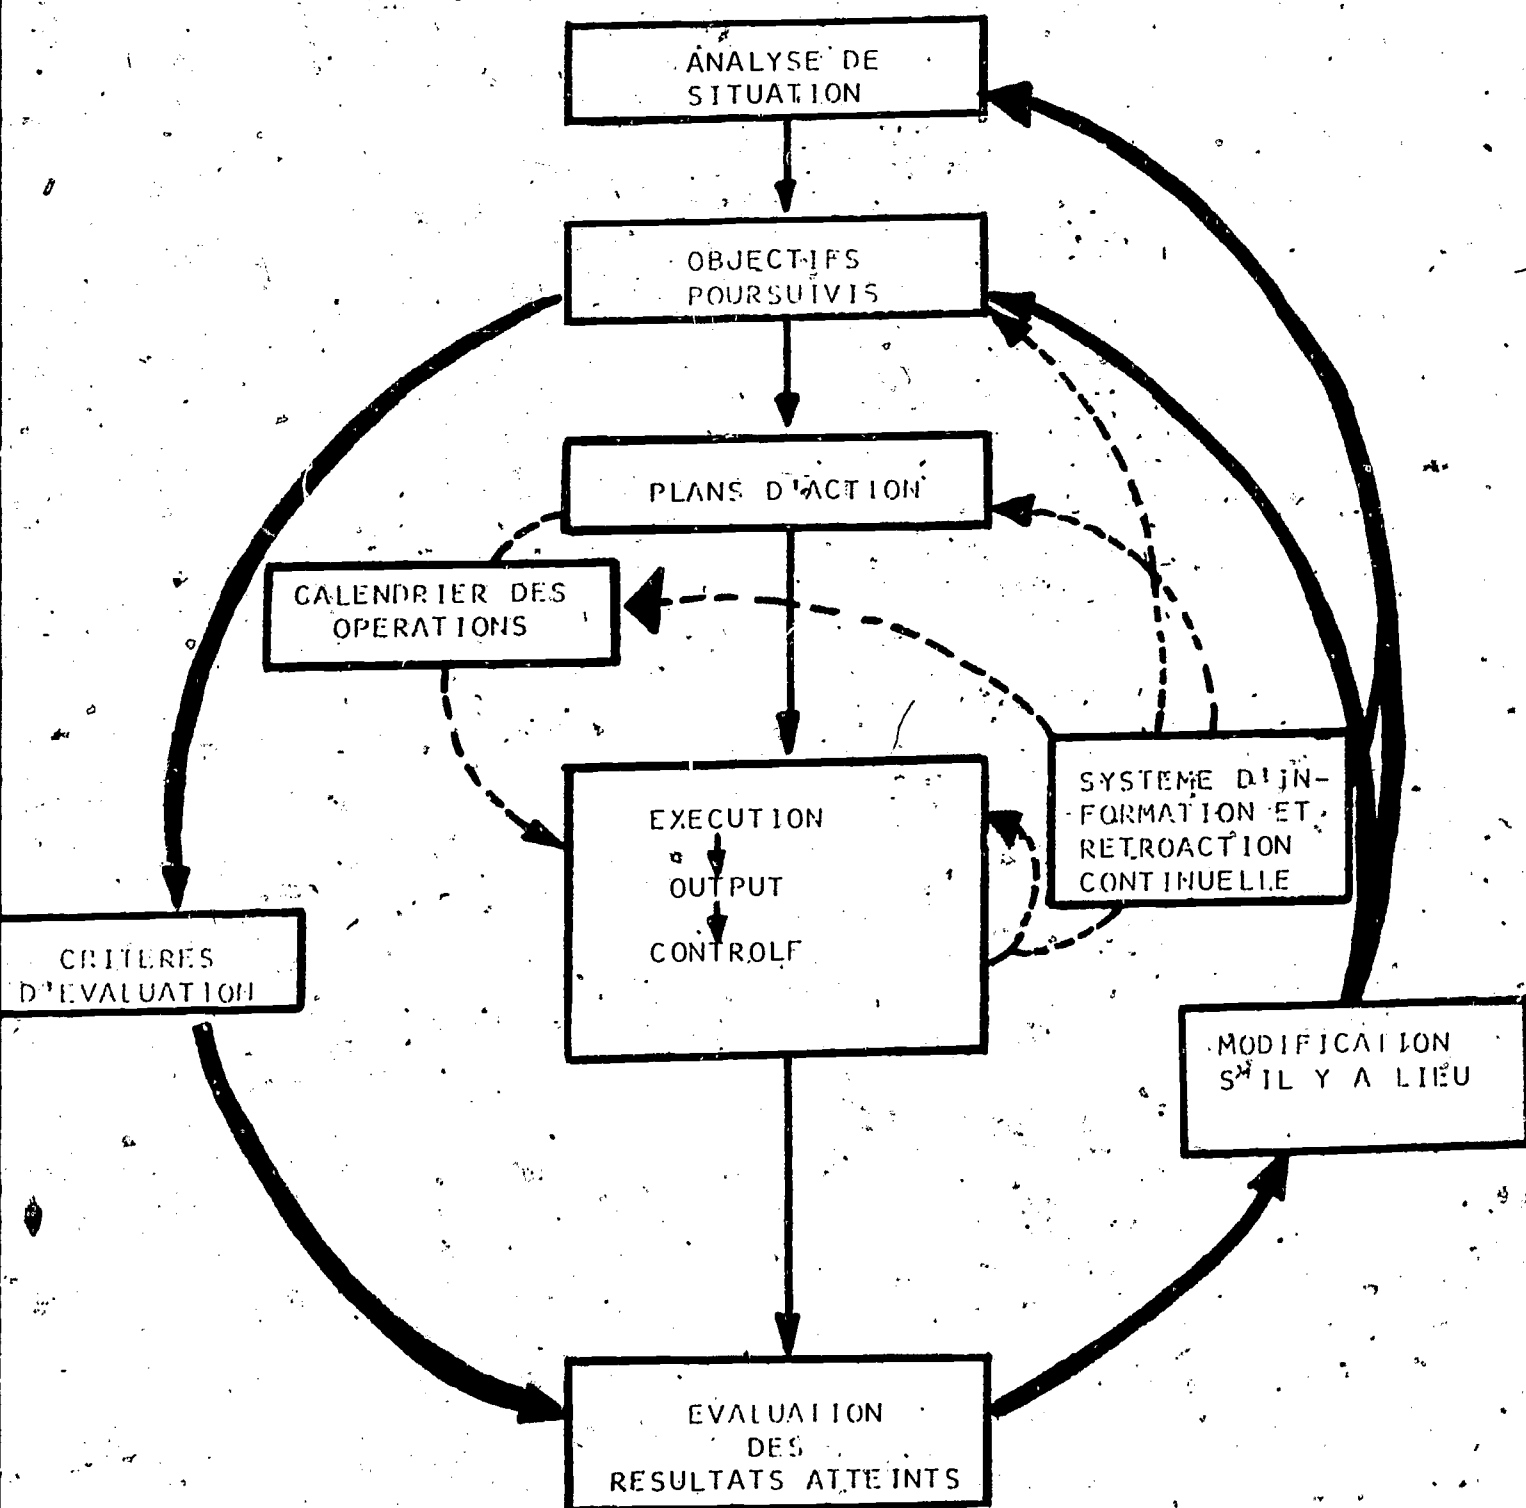 ANALYSE DE
SITUATION
OBJECTIFS
POURSUIVIS
PLANS D'ACTION
CALENDRIER DES
OPERATIONS
EXECUTION
OUTPUT
CONTROLE
SYSTEME D'IN-
FORMATION ET
RETROACTION
CONTINUELLE
CRITERES
D'EVALUATION
MODIFICATION
S'IL Y A LIEU
EVALUATION
DES
RESULTATS ATTEINTS